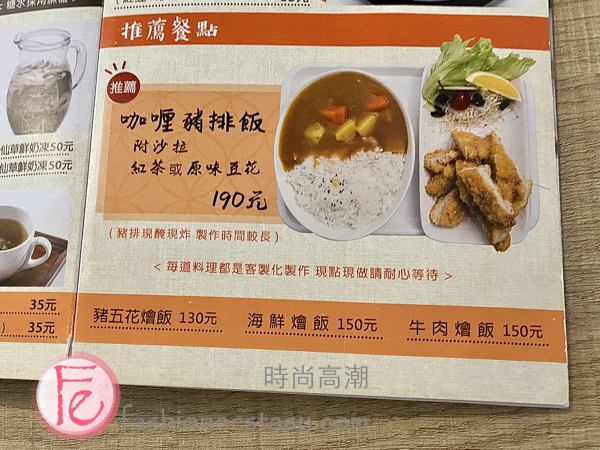 推薦餐點
推薦
咖喱豬排飯
附沙拉
紅茶或原味豆花
190元
(豬排現醃現炸 製作時間較長)
<每道料理都是客製化製作 現點現做請耐心等待>
豬五花燴飯 130元
海鮮燴飯 150元
牛肉燴飯 150元
仙草鮮奶凍50元
仙草鮮奶凍50元
35元
) 35元
時尚高潮
Fe
fashionecstasy.com